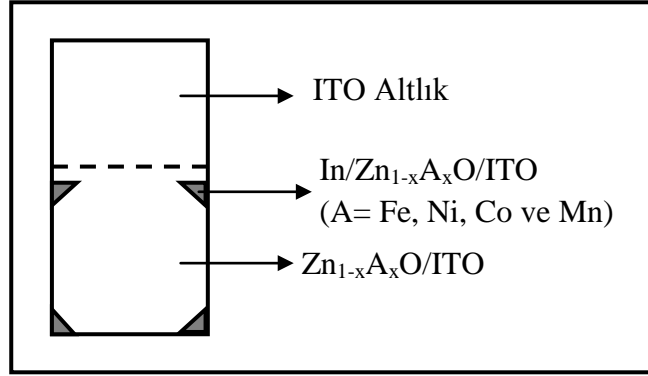 ITO Altlık
In/Zn₁₋ₓAₓO/ITO
(A= Fe, Ni, Co ve Mn)
Zn₁₋ₓAₓO/ITO